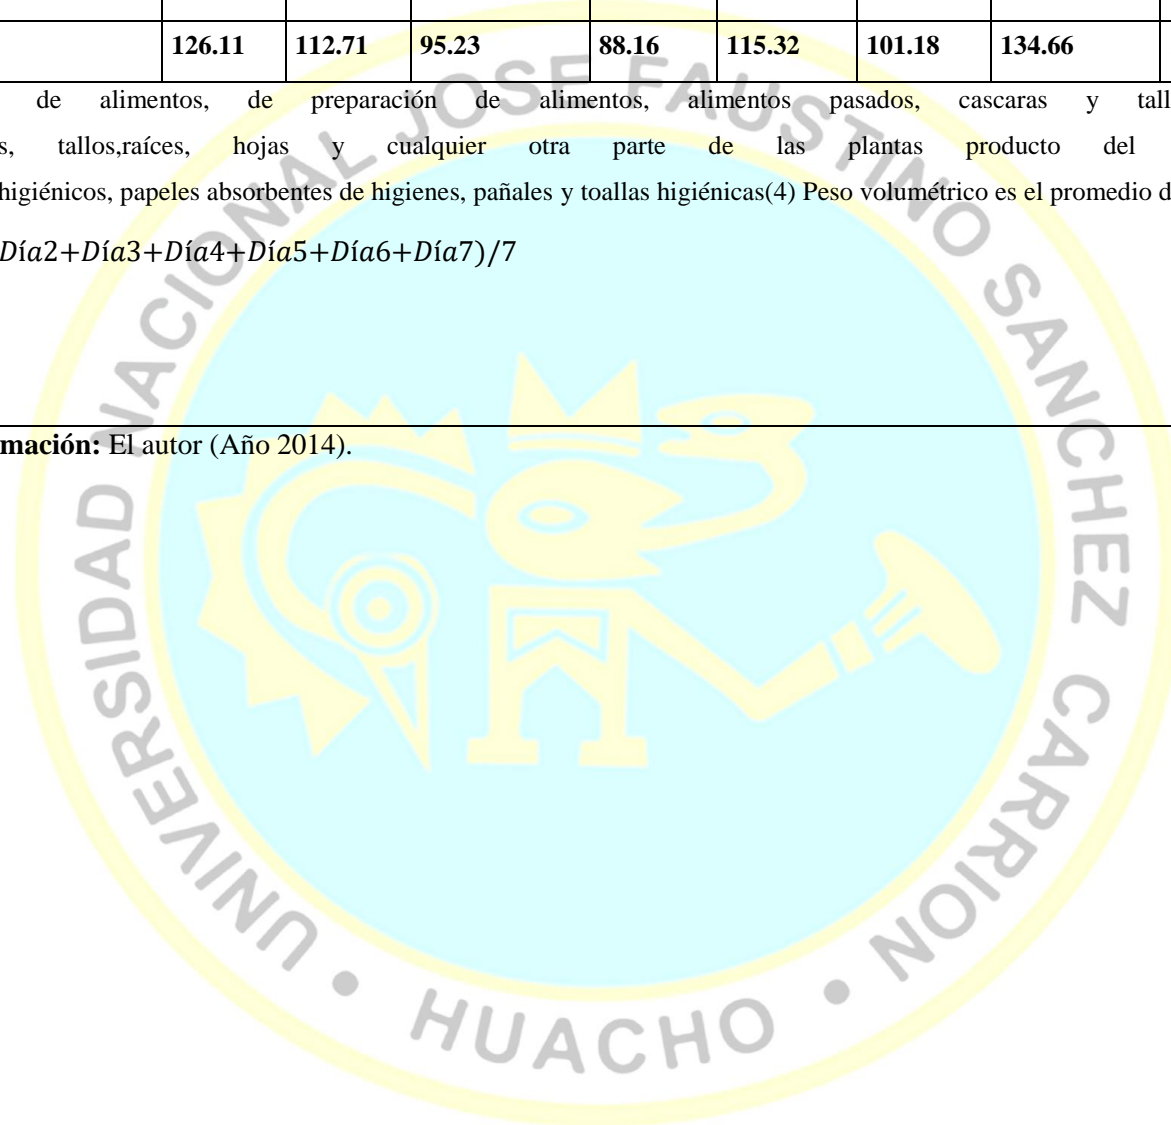 126.11 112.71 95.23 88.16 115.32 101.18 134.66
de alimentos, de preparación de alimentos, alimentos pasados, cascaras y tall
s, tallos,raíces, hojas y cualquier otra parte de las plantas producto del
higiénicos, papeles absorbentes de higienes, pañales y toallas higiénicas(4) Peso volumétrico es el promedio d
Día2+Día3+Día4+Día5+Día6+Día7)/7
mación: El autor (Año 2014).
UNIVERSIDAD NACIONAL JOSE FAUSTINO SANCHEZ CARRION • HUACHO •